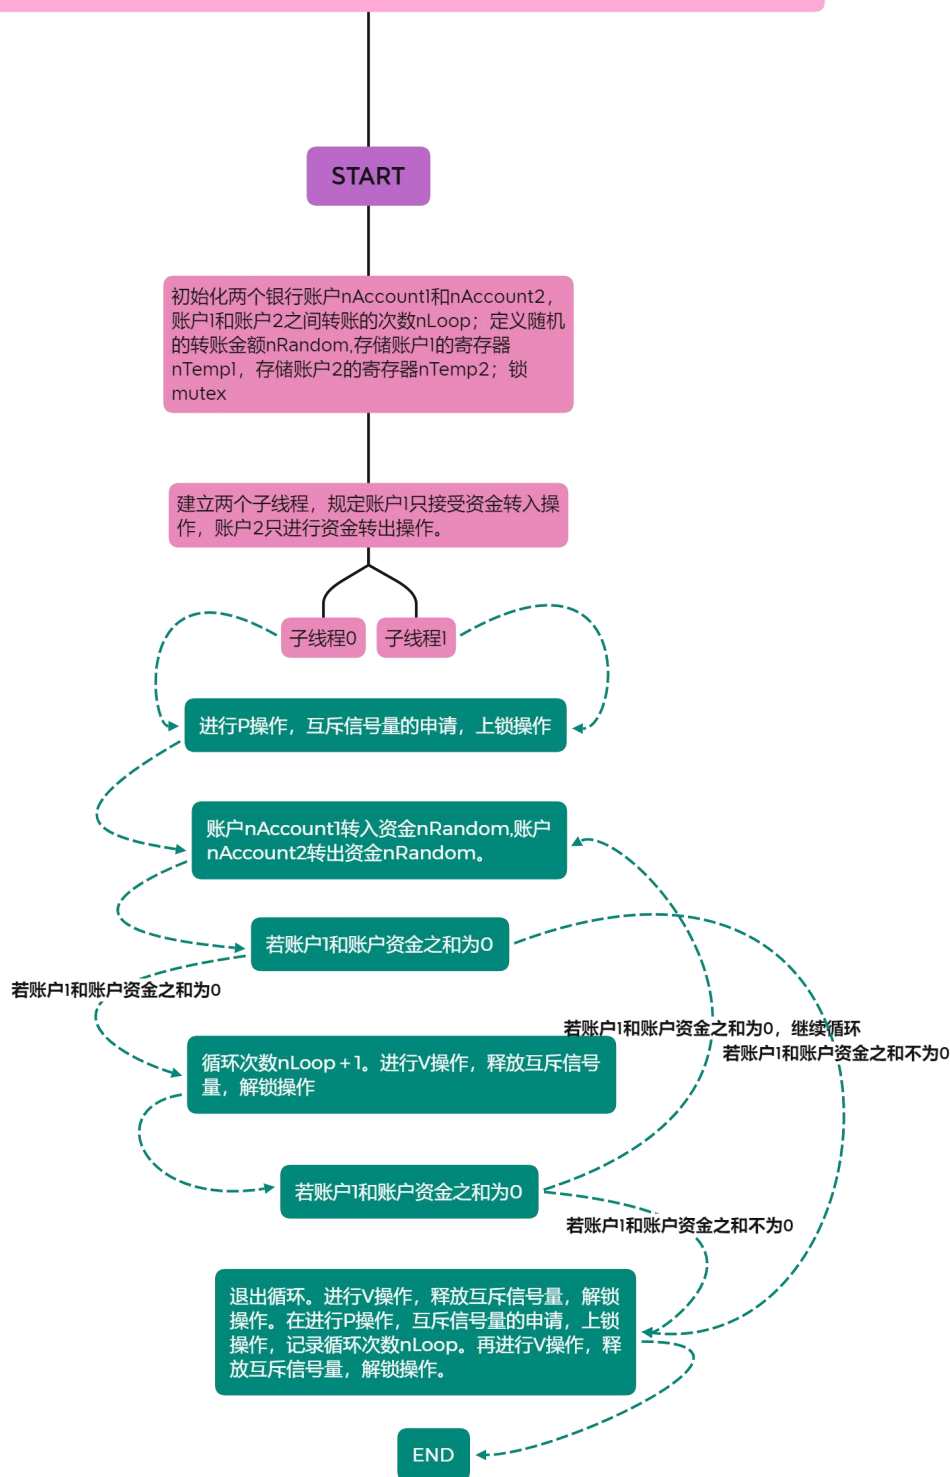 START
初始化两个银行账户nAccount1和nAccount2,
账户1和账户2之间转账的次数nLoop；定义随机
的转账金额nRandom,存储账户1的寄存器
nTemp1，存储账户2的寄存器nTemp2；锁
mutex
建立两个子线程，规定账户1只接受资金转入操
作，账户2只进行资金转出操作。
子线程0
子线程1
进行P操作，互斥信号量的申请，上锁操作
账户nAccount1转入资金nRandom,账户
nAccount2转出资金nRandom。
若账户1和账户资金之和为0
若账户1和账户资金之和为0
若账户1和账户资金之和为0，继续循环
若账户1和账户资金之和不为0
循环次数nLoop + 1。进行V操作，释放互斥信号
量，解锁操作
若账户1和账户资金之和为0
若账户1和账户资金之和不为0
退出循环。进行V操作，释放互斥信号量，解锁
操作。在进行P操作，互斥信号量的申请，上锁
操作，记录循环次数nLoop。再进行V操作，释
放互斥信号量，解锁操作。
END